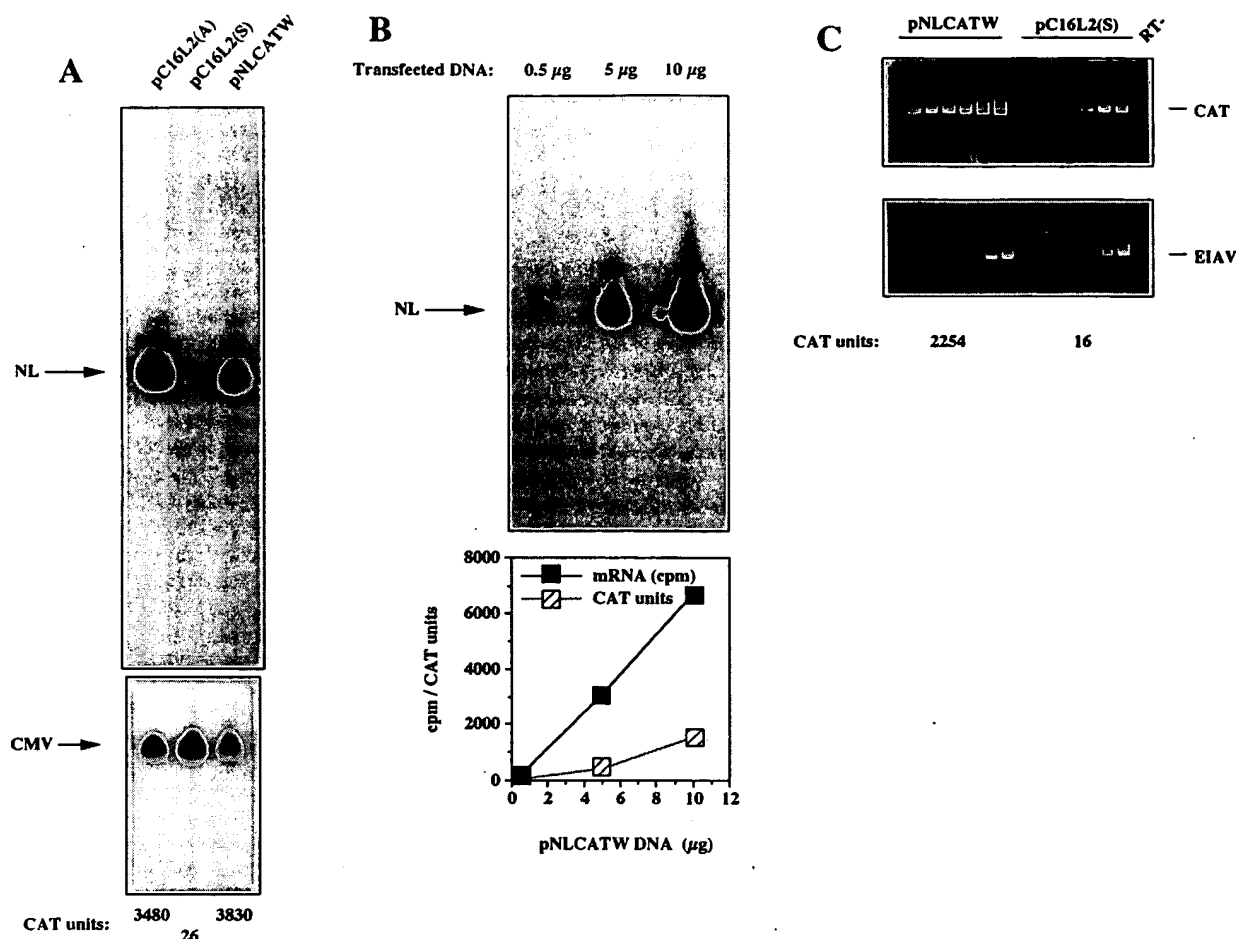 A
pC16L2(A)
pC16L2(S)
pNLCATW
NL
CMV
CAT units:
3480
26
3830
B
Transfected DNA: 0.5 µg 5 µg 10 µg
NL
8000
6000
4000
2000
0
cpm / CAT units
mRNA (cpm)
CAT units
0 2 4 6 8 10 12
pNLCATW DNA (µg)
C
pNLCATW pC16L2(S) RT-
CAT
EIAV
CAT units: 2254 16